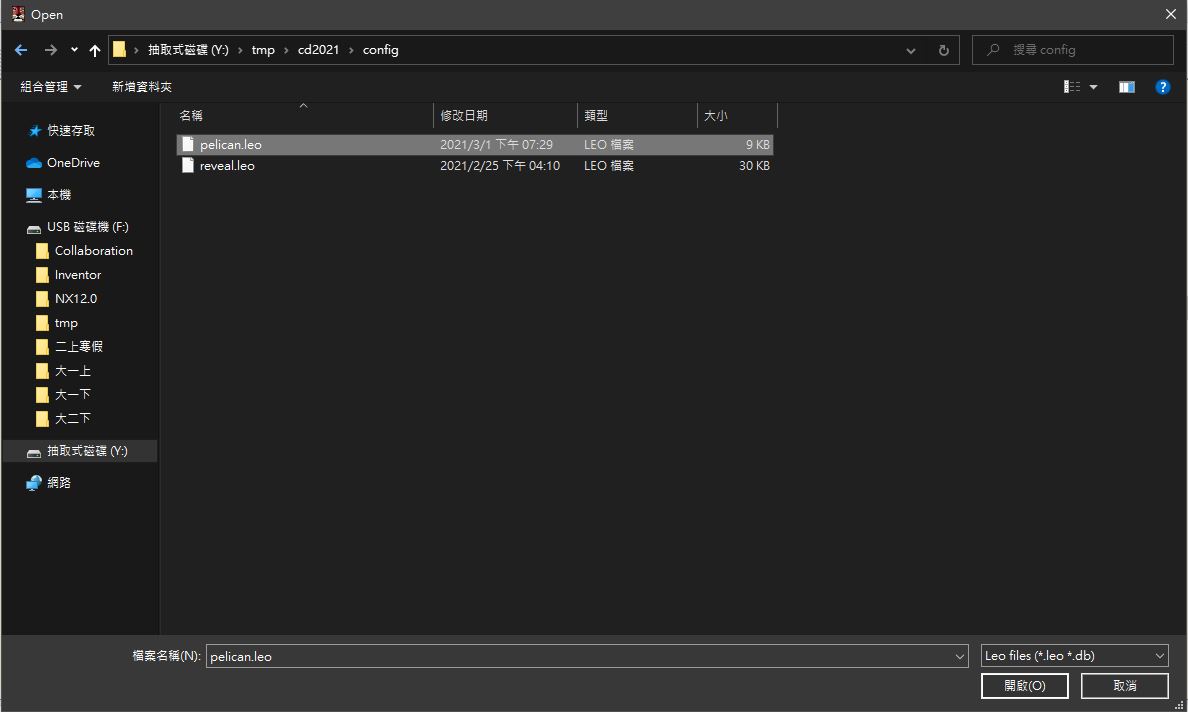 Open
抽取式磁碟 (Y:) › tmp › cd2021 › config
搜尋 config
組合管理 新增資料夾
名稱 修改日期 類型 大小
pelican.leo 2021/3/1 下午 07:29 LEO 檔案 9 KB
reveal.leo 2021/2/25 下午 04:10 LEO 檔案 30 KB
快速存取
OneDrive
本機
USB 磁碟機 (F:)
Collaboration
Inventor
NX12.0
tmp
二上寒假
大一上
大一下
大二下
抽取式磁碟 (Y:)
網路
檔案名稱(N): pelican.leo Leo files (*.leo *.db)
開啟(O) 取消